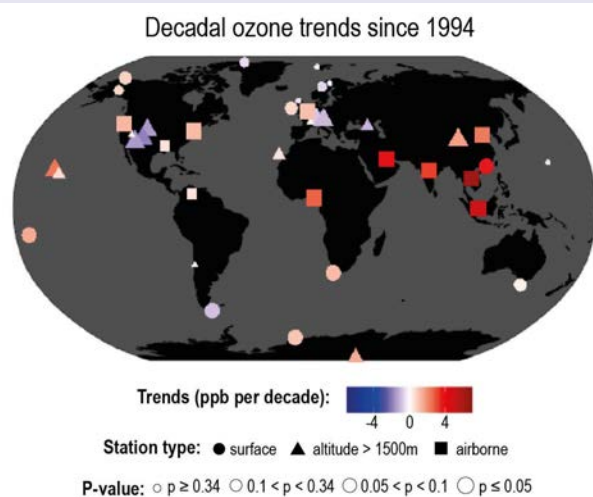 Decadal ozone trends since 1994
Trends (ppb per decade):
-4 0 4
Station type: ● surface ▲ altitude > 1500m ■ airborne
P-value: ○ p ≥ 0.34 ○ 0.1 < p < 0.34 ○ 0.05 < p < 0.1 ○ p ≤ 0.05